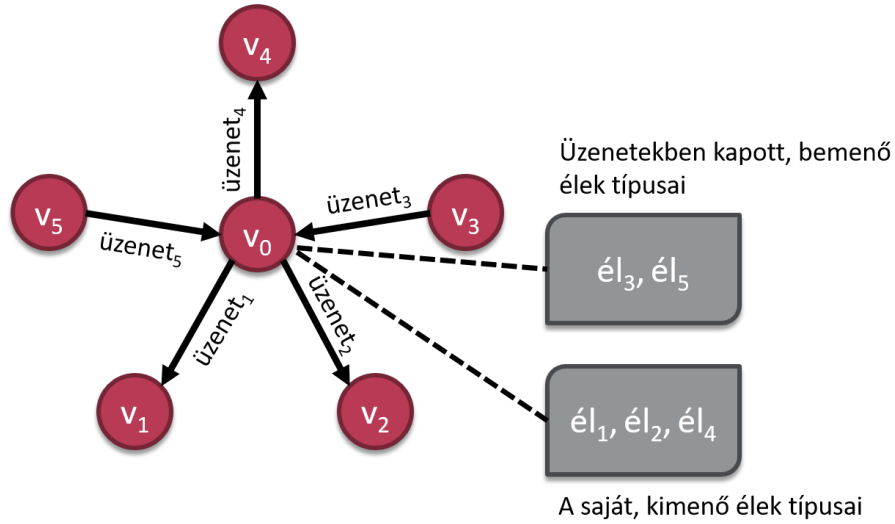 v₄
üzenet₄
Üzenetekben kapott, bemenő
élek típusai
v₅
üzenet₅
v₀
üzenet₃
v₃
él₃, él₅
üzenet₁
üzenet₂
v₁
v₂
él₁, él₂, él₄
A saját, kimenő élek típusai